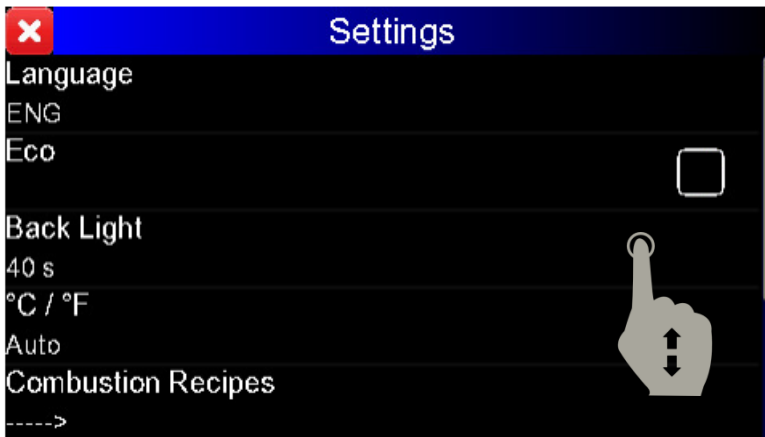 Settings
Language
ENG
Eco
Back Light
40 s
°C / °F
Auto
Combustion Recipes
----->